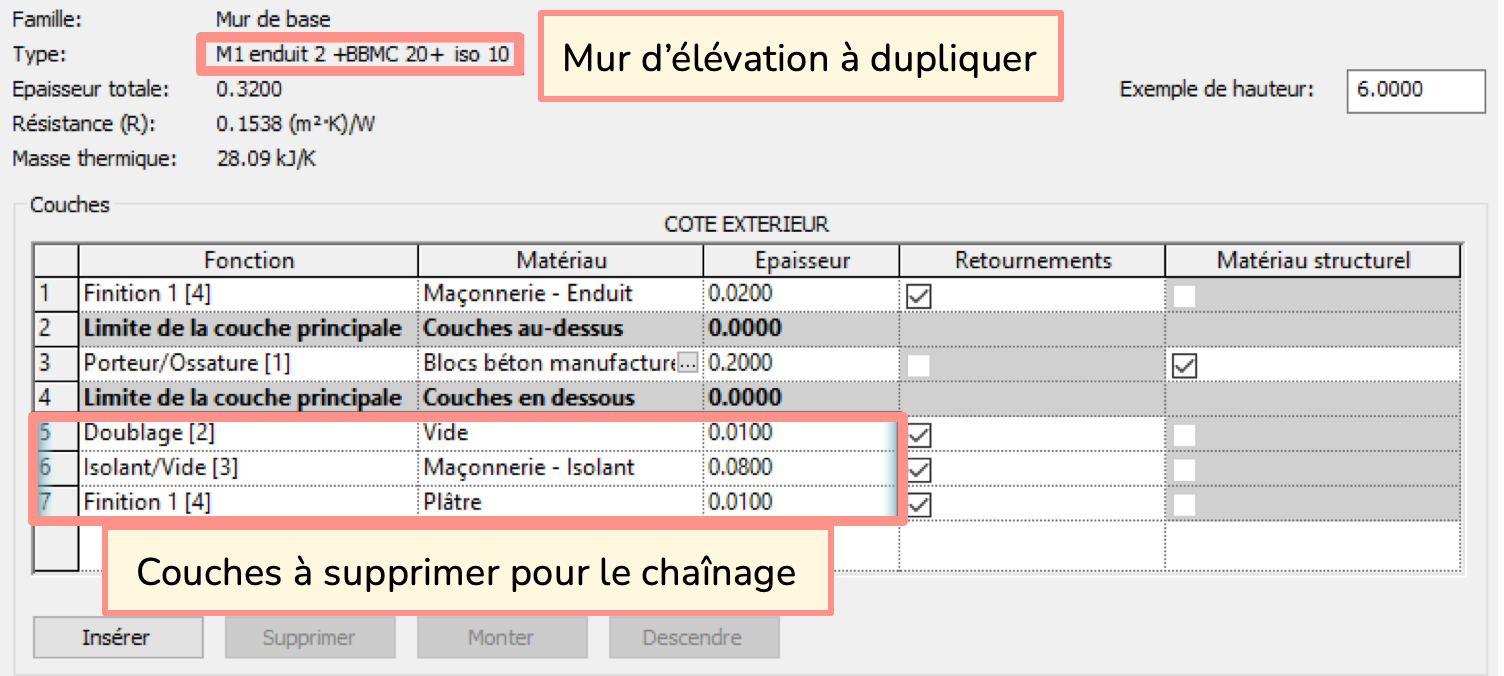 Famille: Mur de base
Type: M1 enduit 2 +BBMC 20+ iso 10
Mur d'élévation à dupliquer
Epaisseur totale: 0.3200
Exemple de hauteur: 6.0000
Résistance (R): 0.1538 (m²·K)/W
Masse thermique: 28.09 kJ/K
Couches
COTE EXTERIEUR
Fonction Matériau Epaisseur Retournements Matériau structurel
1 Finition 1 [4] Maçonnerie - Enduit 0.0200
2 Limite de la couche principale Couches au-dessus 0.0000
3 Porteur/Ossature [1] Blocs béton manufacturé... 0.2000
4 Limite de la couche principale Couches en dessous 0.0000
5 Doublage [2] Vide 0.0100
6 Isolant/Vide [3] Maçonnerie - Isolant 0.0800
7 Finition 1 [4] Plâtre 0.0100
Couches à supprimer pour le chaînage
Insérer Supprimer Monter Descendre